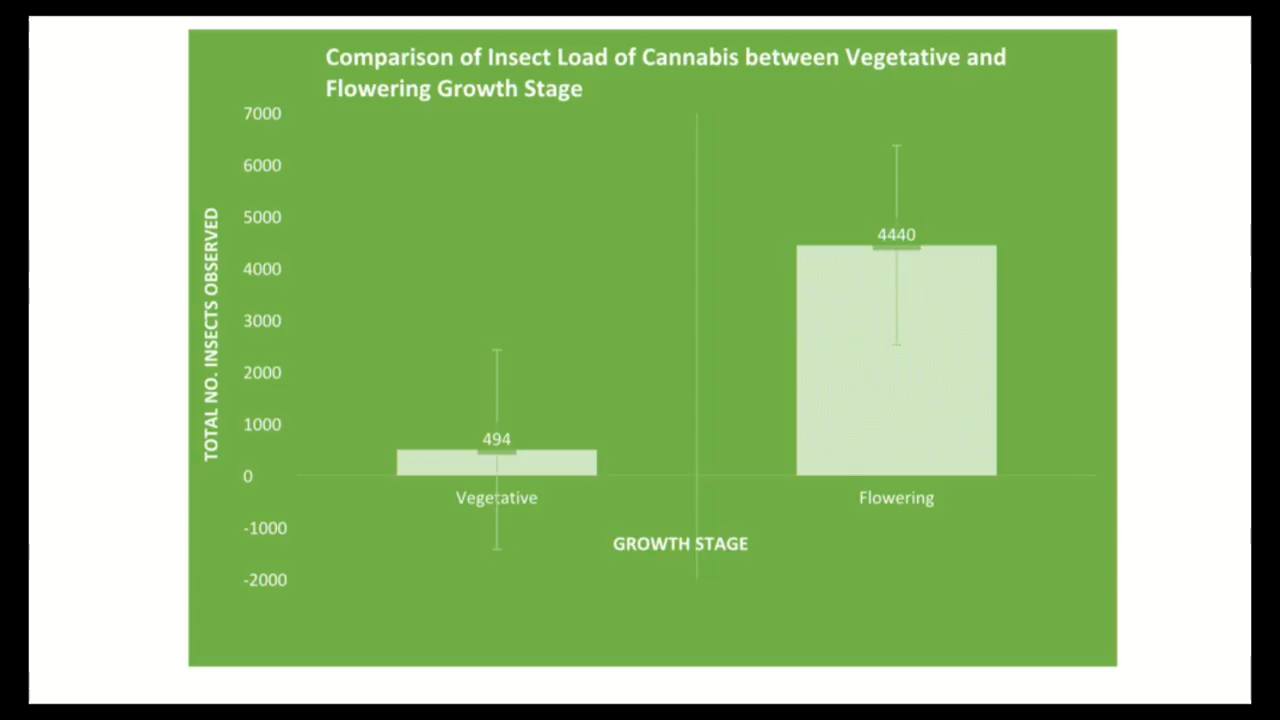 Comparison of Insect Load of Cannabis between Vegetative and
Flowering Growth Stage
7000
6000
5000
4000
3000
2000
1000
0
-1000
-2000
TOTAL NO. INSECTS OBSERVED
494
4440
Vegetative
Flowering
GROWTH STAGE